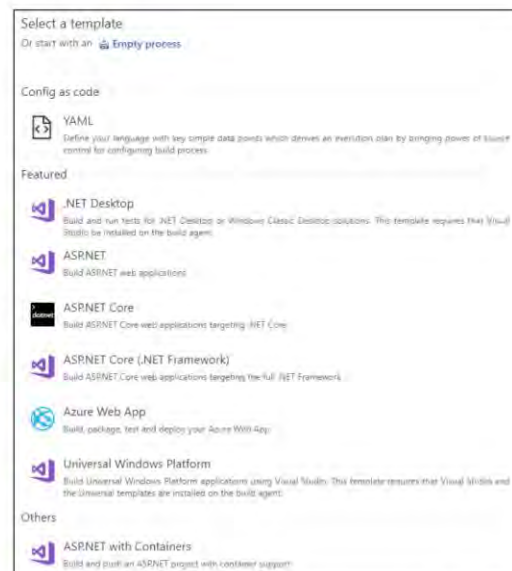 Select a template
Or start with an Empty process
Config as code
YAML
Define your language with key simple data points which derives an execution plan by bringing power of source
control for configuring build process
Featured
.NET Desktop
Build and run tests for .NET Desktop or Windows Classic Desktop solutions. This template requires that Visual
Studio be installed on the build agent.
ASP.NET
Build ASP.NET web applications
dotnet
ASP.NET Core
Build ASP.NET Core web applications targeting .NET Core
ASP.NET Core (.NET Framework)
Build ASP.NET Core web applications targeting the full .NET Framework
Azure Web App
Build, package, test and deploy your Azure Web App
Universal Windows Platform
Build Universal Windows Platform applications using Visual Studio. This template requires that Visual Studio and
the Universal templates are installed on the build agent.
Others
ASP.NET with Containers
Build and push an ASP.NET project with container support